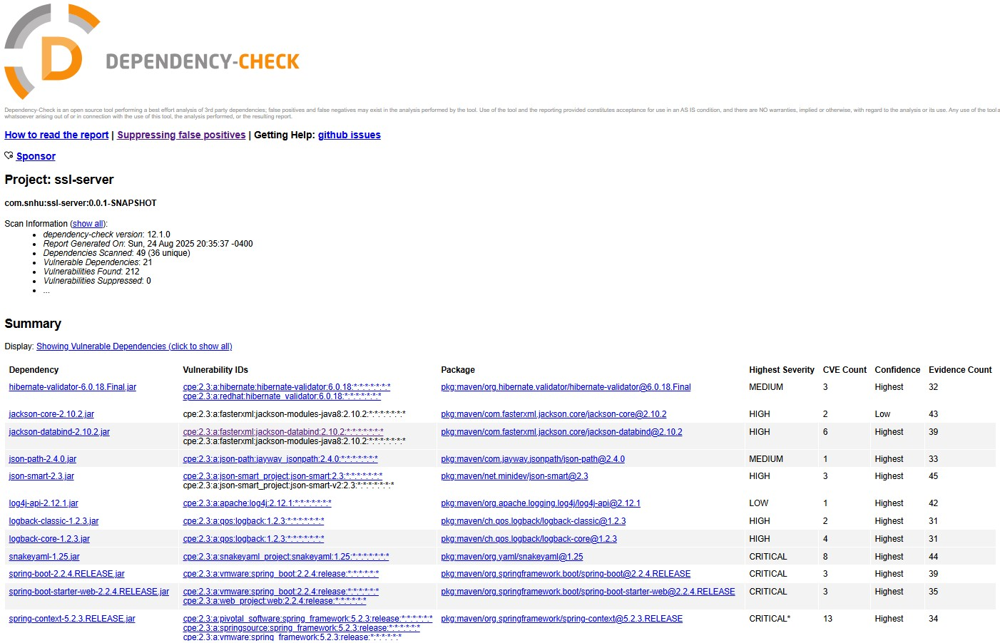 DEPENDENCY-CHECK
Dependency-Check is an open source tool performing a best effort analysis of 3rd party dependencies; false positives and false negatives may exist in the analysis performed by the tool. Use of the tool and the reporting provided constitutes acceptance for use in an AS IS condition, and there are NO warranties, implied or otherwise, with regard to the analysis or its use. Any use of the tool a
whatsoever arising out of or in connection with the use of this tool, the analysis performed, or the resulting report.
How to read the report | Suppressing false positives | Getting Help: github issues
Sponsor
Project: ssl-server
com.snhu:ssl-server:0.0.1-SNAPSHOT
Scan Information (show all):
• dependency-check version: 12.1.0
• Report Generated On: Sun, 24 Aug 2025 20:35:37 -0400
• Dependencies Scanned: 49 (36 unique)
• Vulnerable Dependencies: 21
• Vulnerabilities Found: 212
• Vulnerabilities Suppressed: 0
• ...
Summary
Display: Showing Vulnerable Dependencies (click to show all)
Dependency Vulnerability IDs Package Highest Severity CVE Count Confidence Evidence Count
hibernate-validator-6.0.18.Final.jar cpe:2.3:a:hibernate:hibernate-validator:6.0.18:*:*:*:*:*:*:* pkg:maven/org.hibernate.validator/hibernate-validator@6.0.18.Final MEDIUM 3 Highest 32
cpe:2.3:a:redhat:hibernate_validator:6.0.18:*:*:*:*:*:*:*
jackson-core-2.10.2.jar cpe:2.3:a:fasterxml:jackson-modules-java8:2.10.2:*:*:*:*:*:*:* pkg:maven/com.fasterxml.jackson.core/jackson-core@2.10.2 HIGH 2 Low 43
jackson-databind-2.10.2.jar cpe:2.3:a:fasterxml:jackson-databind:2.10.2:*:*:*:*:*:*:* pkg:maven/com.fasterxml.jackson.core/jackson-databind@2.10.2 HIGH 6 Highest 39
cpe:2.3:a:fasterxml:jackson-modules-java8:2.10.2:*:*:*:*:*:*:*
json-path-2.4.0.jar cpe:2.3:a:json-path:jayway_jsonpath:2.4.0:*:*:*:*:*:*:* pkg:maven/com.jayway.jsonpath/json-path@2.4.0 MEDIUM 1 Highest 33
json-smart-2.3.jar cpe:2.3:a:json-smart_project:json-smart:2.3:*:*:*:*:*:*:* pkg:maven/net.minidev/json-smart@2.3 HIGH 3 Highest 45
cpe:2.3:a:json-smart_project:json-smart-v2:2.3:*:*:*:*:*:*:*
log4j-api-2.12.1.jar cpe:2.3:a:apache:log4j:2.12.1:*:*:*:*:*:*:* pkg:maven/org.apache.logging.log4j/log4j-api@2.12.1 LOW 1 Highest 42
logback-classic-1.2.3.jar cpe:2.3:a:qos:logback:1.2.3:*:*:*:*:*:*:* pkg:maven/ch.qos.logback/logback-classic@1.2.3 HIGH 2 Highest 31
logback-core-1.2.3.jar cpe:2.3:a:qos:logback:1.2.3:*:*:*:*:*:*:* pkg:maven/ch.qos.logback/logback-core@1.2.3 HIGH 4 Highest 31
snakeyaml-1.25.jar cpe:2.3:a:snakeyaml_project:snakeyaml:1.25:*:*:*:*:*:*:* pkg:maven/org.yaml/snakeyaml@1.25 CRITICAL 8 Highest 44
spring-boot-2.2.4.RELEASE.jar cpe:2.3:a:vmware:spring_boot:2.2.4:release:*:*:*:*:*:* pkg:maven/org.springframework.boot/spring-boot@2.2.4.RELEASE CRITICAL 3 Highest 39
spring-boot-starter-web-2.2.4.RELEASE.jar cpe:2.3:a:vmware:spring_boot:2.2.4:release:*:*:*:*:*:* pkg:maven/org.springframework.boot/spring-boot-starter-web@2.2.4.RELEASE CRITICAL 3 Highest 35
cpe:2.3:a:web_project:web:2.2.4:release:*:*:*:*:*:*
spring-context-5.2.3.RELEASE.jar cpe:2.3:a:pivotal_software:spring_framework:5.2.3:release:*:*:*:*:*:* pkg:maven/org.springframework/spring-context@5.2.3.RELEASE CRITICAL* 13 Highest 34
cpe:2.3:a:springsource:spring_framework:5.2.3:release:*:*:*:*:*:*
cpe:2.3:a:vmware:spring_framework:5.2.3:release:*:*:*:*:*:*